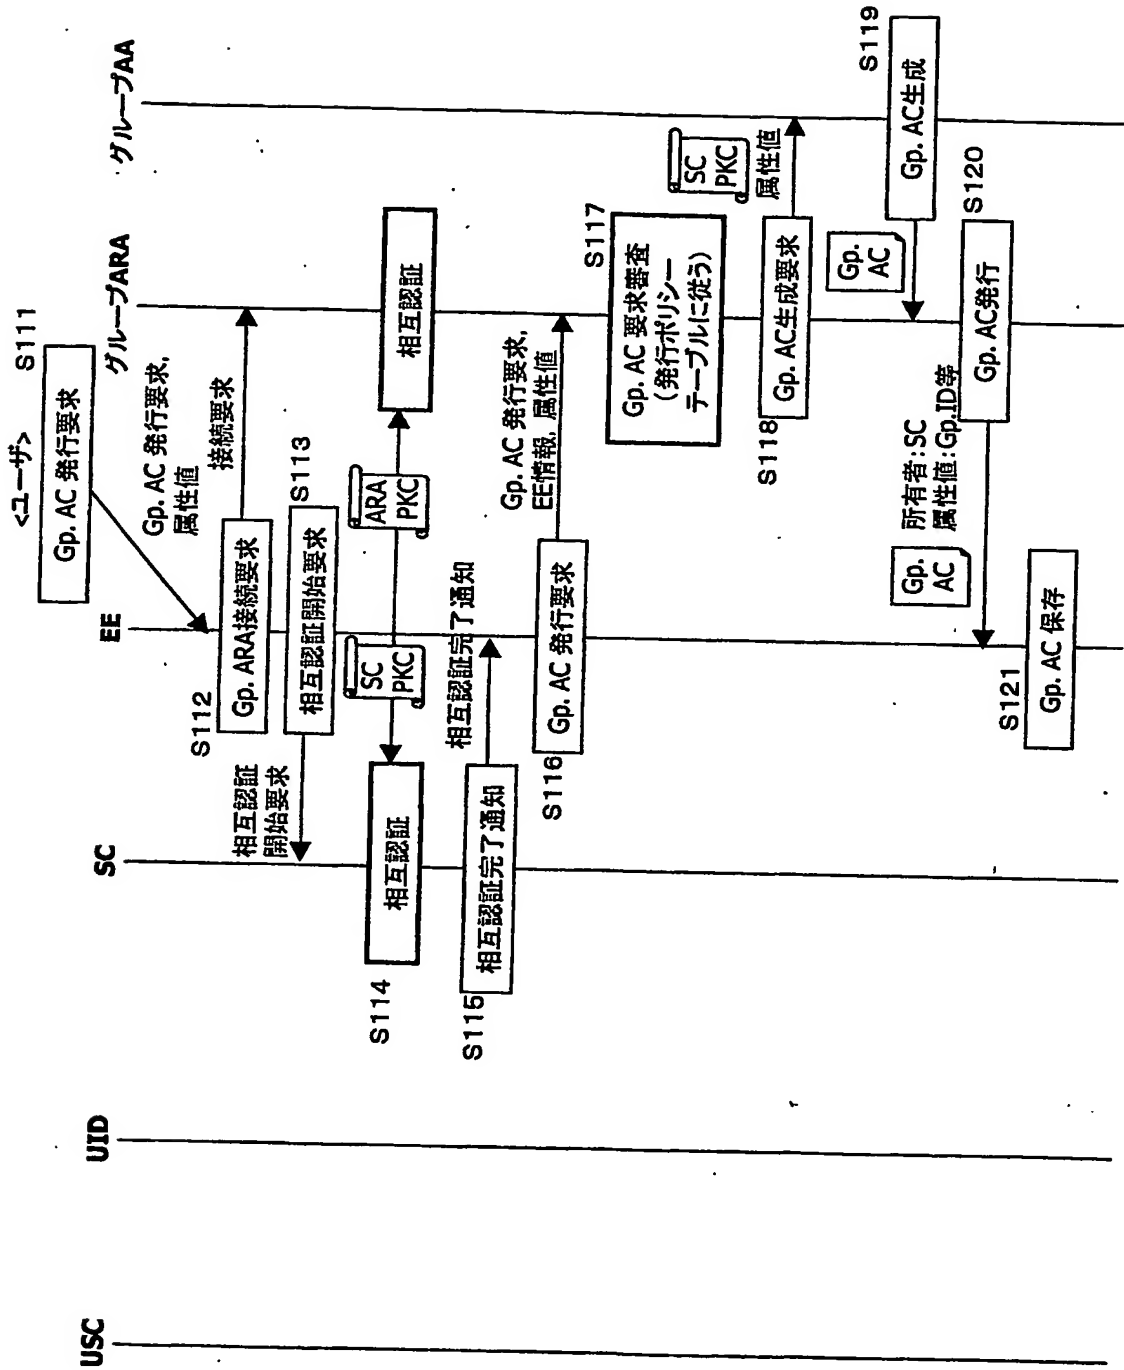 USC
UID
SC
EE
グループARA
グループAA
<ユーザ>
S111
Gp. AC 発行要求
Gp. AC 発行要求,
属性値
S112
Gp. ARA接続要求
接続要求
S113
相互認証開始要求
相互認証
開始要求
SC
PKC
ARA
PKC
S114
相互認証
相互認証
S115
相互認証完了通知
相互認証完了通知
S116
Gp. AC 発行要求
Gp. AC 発行要求,
EE情報, 属性値
S117
Gp. AC 要求審査
(発行ポリシー
テーブルに従う)
S118
Gp. AC生成要求
SC
PKC
属性値
S119
Gp. AC生成
Gp.
AC
S120
Gp. AC発行
所有者:SC
属性値:Gp.ID等
Gp.
AC
S121
Gp. AC 保存